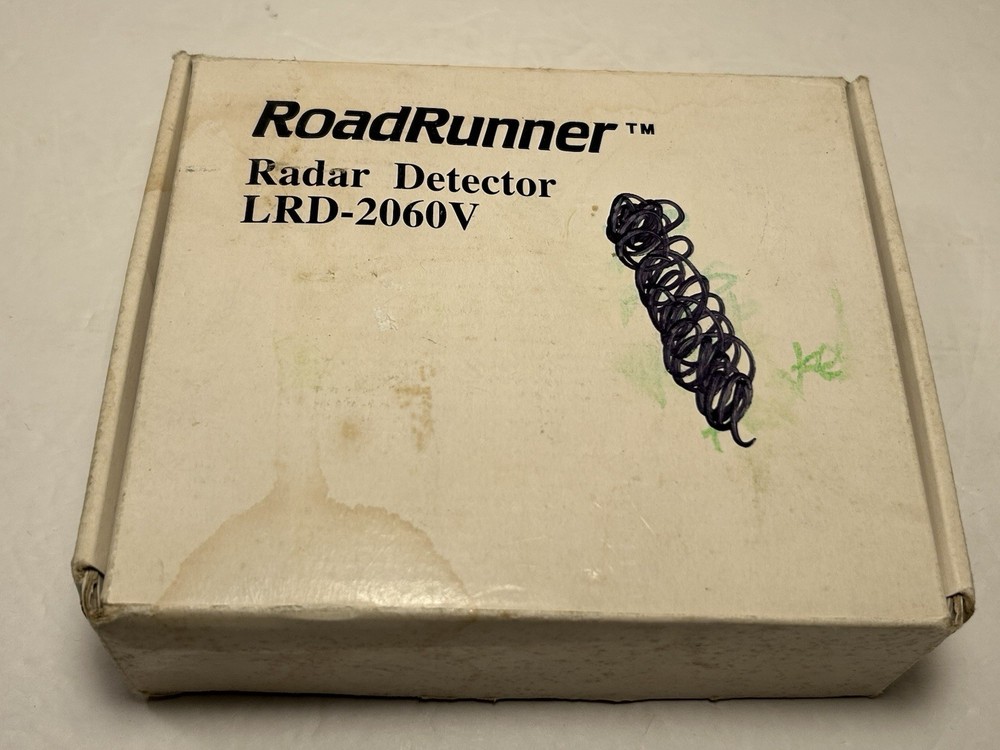 RoadRunner™
Radar Detector
LRD-2060V